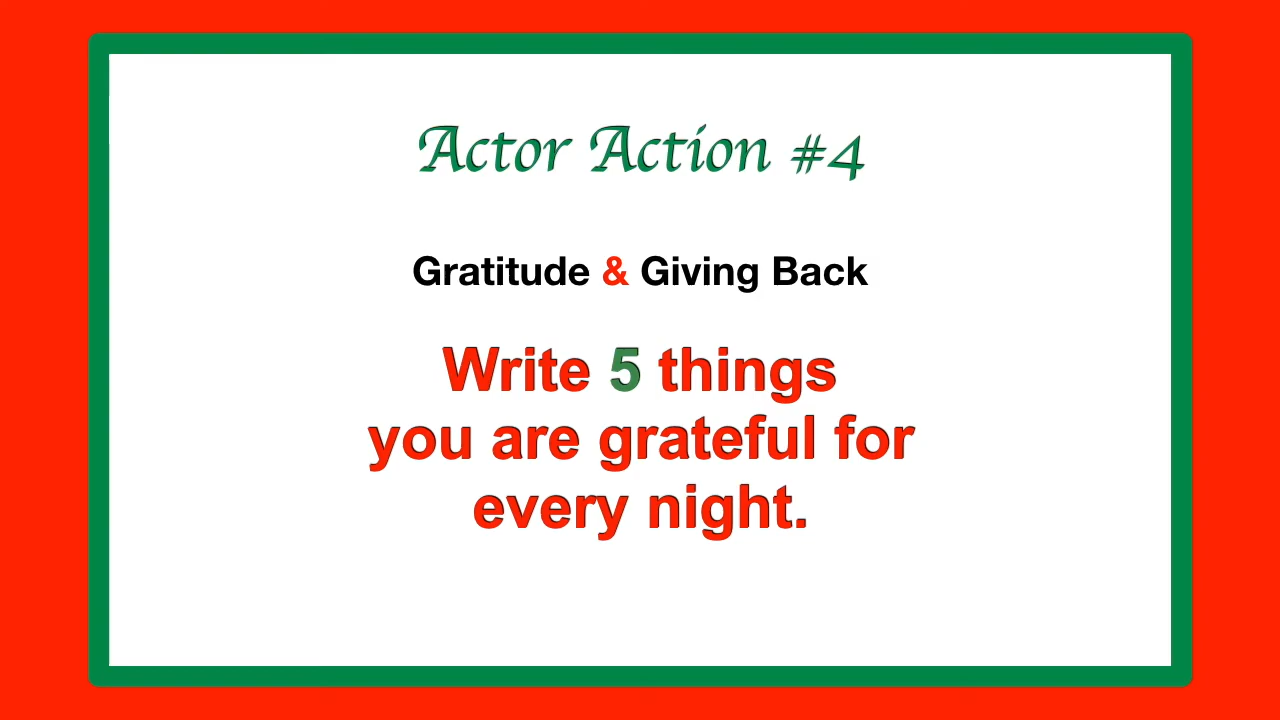 Actor Action #4
Gratitude & Giving Back
Write 5 things
you are grateful for
every night.